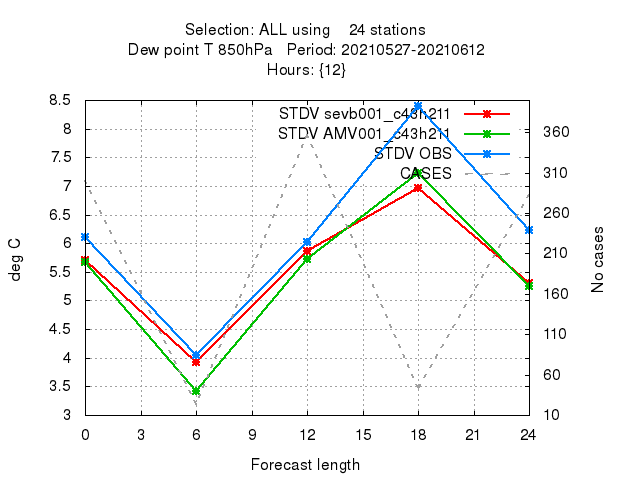 Selection: ALL using 24 stations
Dew point T 850hPa Period: 20210527-20210612
Hours: {12}
STDV sevb001_c43h211
STDV AMV001_c43h211
STDV OBS
CASES
8.5
8
7.5
7
6.5
6
5.5
5
4.5
4
3.5
3
deg C
360
310
260
210
160
110
60
10
No cases
0 3 6 9 12 15 18 21 24
Forecast length